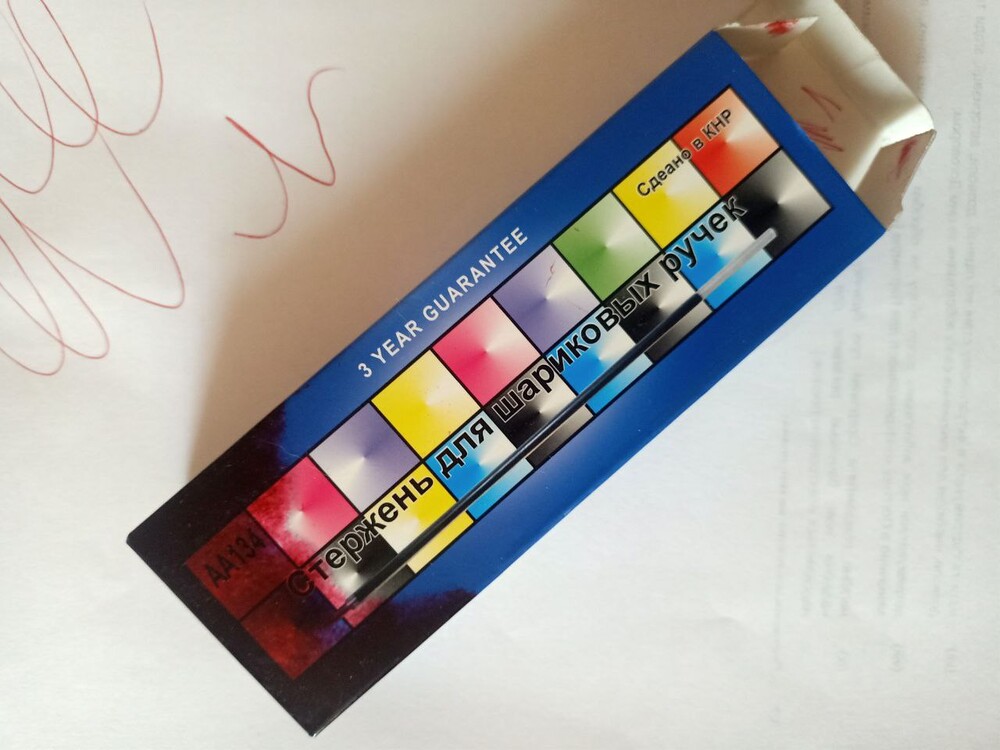 3 YEAR GUARANTEE
Сдеано в КНР
Стержень для шариковых ручек
AA134